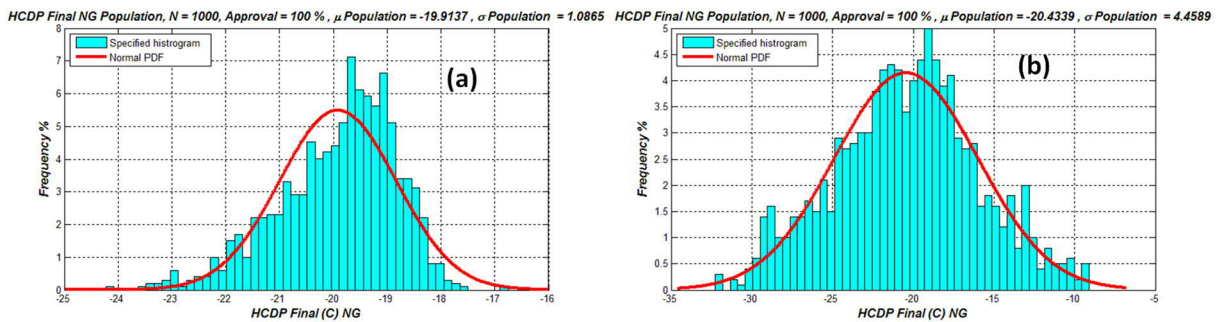 HCDP Final NG Population, N = 1000, Approval = 100 % , μ Population = -19.9137 , σ Population = 1.0865
8
7
6
5
4
3
2
1
0
Frequency %
Specified histrogram
Normal PDF
(a)
-25 -24 -23 -22 -21 -20 -19 -18 -17 -16
HCDP Final (C) NG
HCDP Final NG Population, N = 1000, Approval = 100 % , μ Population = -20.4339 , σ Population = 4.4589
5
4.5
4
3.5
3
2.5
2
1.5
1
0.5
0
Frequency %
Specified histrogram
Normal PDF
(b)
-35 -30 -25 -20 -15 -10 -5
HCDP Final (C) NG